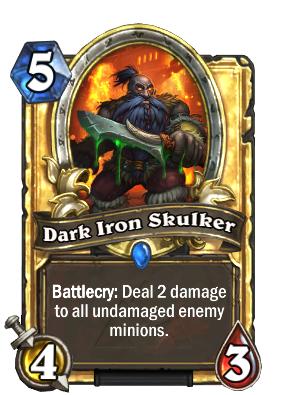 5
Dark Iron Skulker
Battlecry: Deal 2 damage
to all undamaged enemy
minions.
4
3